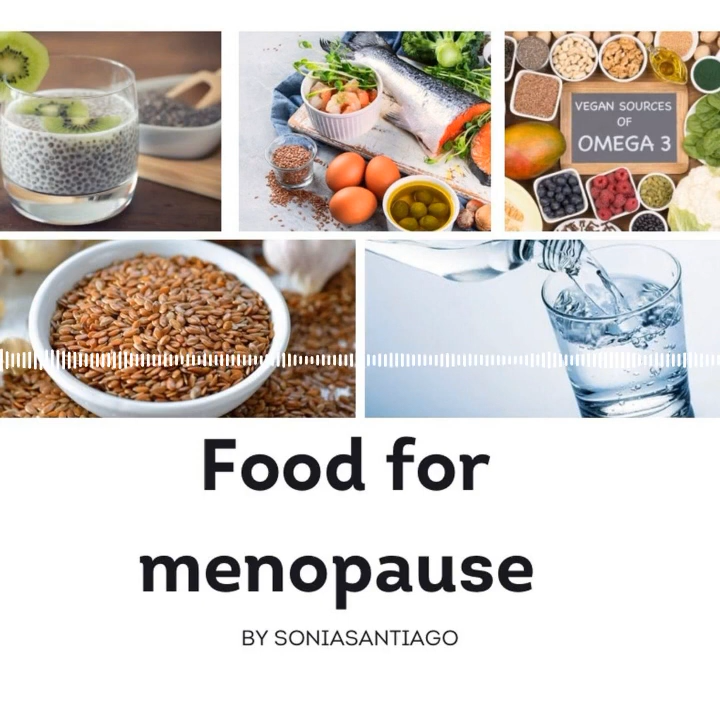 VEGAN SOURCES
OF
OMEGA 3
Food for
menopause
BY SONIASANTIAGO